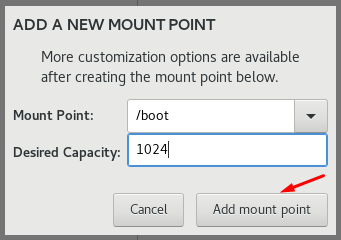 ADD A NEW MOUNT POINT
More customization options are available
after creating the mount point below.
Mount Point: /boot
Desired Capacity: 1024
Cancel Add mount point